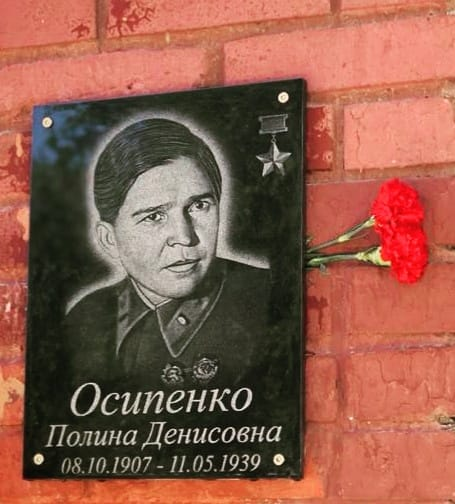 Осипенко
Полина Денисовна
08.10.1907 - 11.05.1939